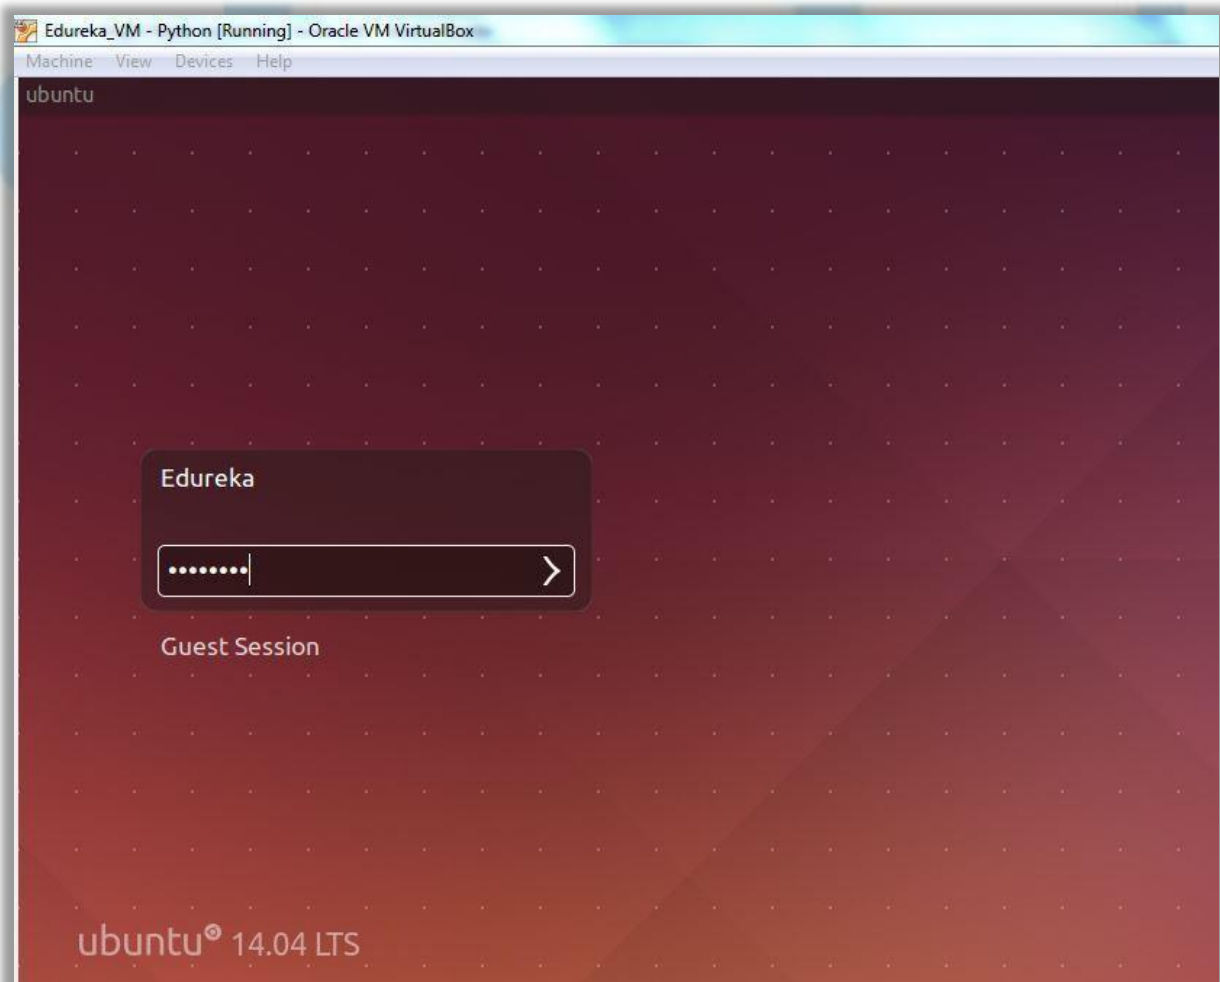 Edureka_VM - Python [Running] - Oracle VM VirtualBox
Machine View Devices Help
ubuntu
Edureka
••••••••
Guest Session
ubuntu® 14.04 LTS